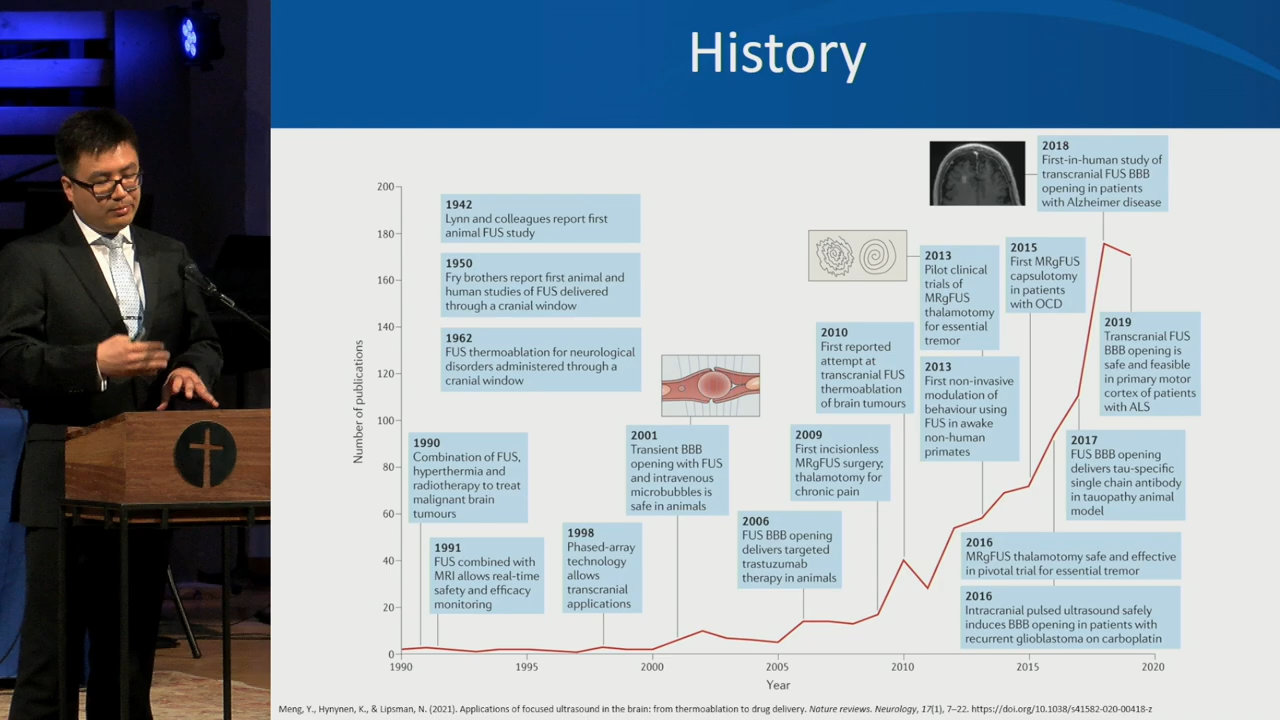 History
200
180
160
140
120
100
80
60
40
20
0
Number of publications
1942
Lynn and colleagues report first
animal FUS study
1950
Fry brothers report first animal and
human studies of FUS delivered
through a cranial window
1962
FUS thermoablation for neurological
disorders administered through a
cranial window
1990
Combination of FUS,
hyperthermia and
radiotherapy to treat
malignant brain
tumours
1991
FUS combined with
MRI allows real-time
safety and efficacy
monitoring
1998
Phased-array
technology
allows
transcranial
applications
2001
Transient BBB
opening with FUS
and intravenous
microbubbles is
safe in animals
2006
FUS BBB opening
delivers targeted
trastuzumab
therapy in animals
2009
First incisionless
MRgFUS surgery;
thalamotomy for
chronic pain
2010
First reported
attempt at
transcranial FUS
thermoablation
of brain tumours
2013
Pilot clinical
trials of
MRgFUS
thalamotomy
for essential
tremor
2013
First non-invasive
modulation of
behaviour using
FUS in awake
non-human
primates
2015
First MRgFUS
capsulotomy
in patients
with OCD
2018
First-in-human study of
transcranial FUS BBB
opening in patients
with Alzheimer disease
2019
Transcranial FUS
BBB opening is
safe and feasible
in primary motor
cortex of patients
with ALS
2017
FUS BBB opening
delivers tau-specific
single chain antibody
in tauopathy animal
model
2016
MRgFUS thalamotomy safe and effective
in pivotal trial for essential tremor
2016
Intracranial pulsed ultrasound safely
induces BBB opening in patients with
recurrent glioblastoma on carboplatin
1990 1995 2000 2005 2010 2015 2020
Year
Meng, Y., Hynynen, K., & Lipsman, N. (2021). Applications of focused ultrasound in the brain: from thermoablation to drug delivery. Nature reviews. Neurology, 17(1), 7–22. https://doi.org/10.1038/s41582-020-00418-z